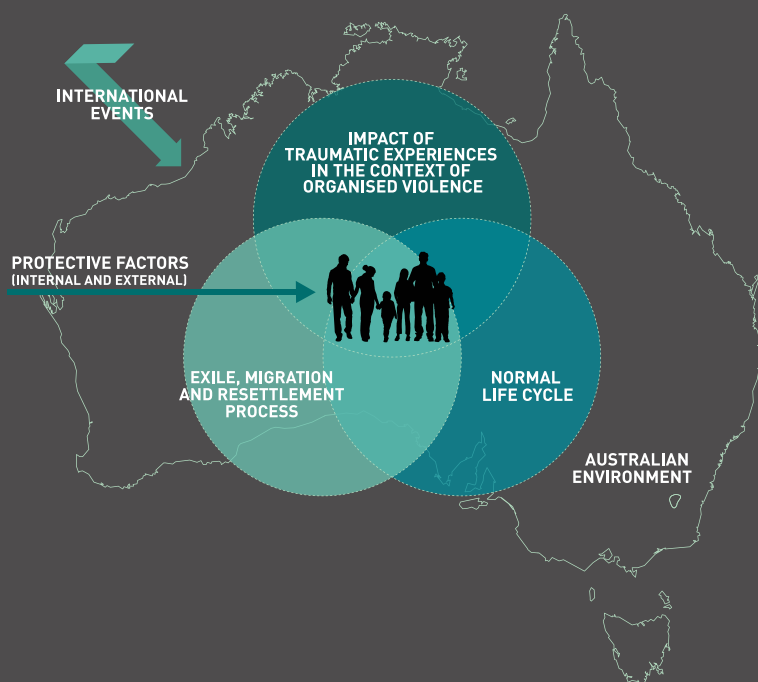 INTERNATIONAL
EVENTS
IMPACT OF
TRAUMATIC EXPERIENCES
IN THE CONTEXT OF
ORGANISED VIOLENCE
PROTECTIVE FACTORS
(INTERNAL AND EXTERNAL)
EXILE, MIGRATION
AND RESETTLEMENT
PROCESS
NORMAL
LIFE CYCLE
AUSTRALIAN
ENVIRONMENT